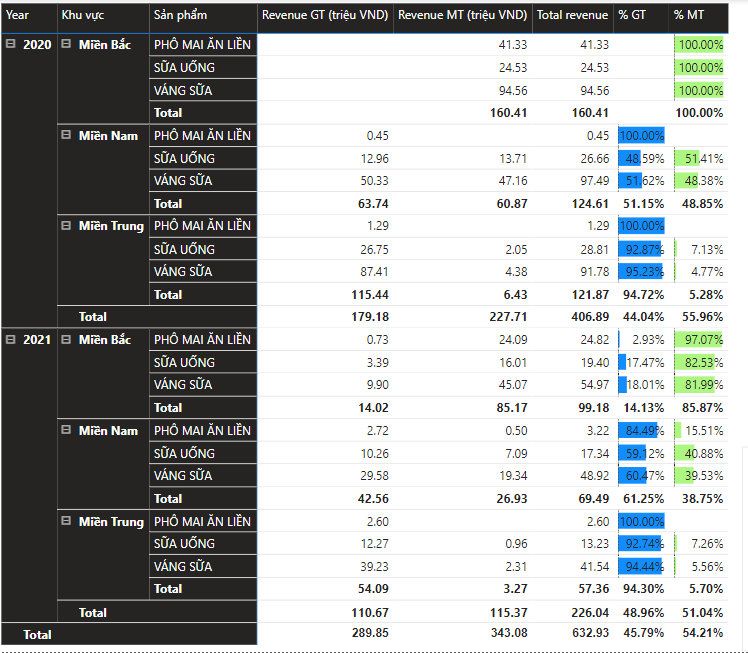 Year Khu vực Sản phẩm Revenue GT (triệu VND) Revenue MT (triệu VND) Total revenue % GT % MT
2020 Miền Bắc PHÔ MAI ĂN LIỀN 41.33 41.33 100.00%
SỮA UỐNG 24.53 24.53 100.00%
VÁNG SỮA 94.56 94.56 100.00%
Total 160.41 160.41 100.00%
Miền Nam PHÔ MAI ĂN LIỀN 0.45 0.45 100.00%
SỮA UỐNG 12.96 13.71 26.66 48.59% 51.41%
VÁNG SỮA 50.33 47.16 97.49 51.62% 48.38%
Total 63.74 60.87 124.61 51.15% 48.85%
Miền Trung PHÔ MAI ĂN LIỀN 1.29 1.29 100.00%
SỮA UỐNG 26.75 2.05 28.81 92.87% 7.13%
VÁNG SỮA 87.41 4.38 91.78 95.23% 4.77%
Total 115.44 6.43 121.87 94.72% 5.28%
Total 179.18 227.71 406.89 44.04% 55.96%
2021 Miền Bắc PHÔ MAI ĂN LIỀN 0.73 24.09 24.82 2.93% 97.07%
SỮA UỐNG 3.39 16.01 19.40 17.47% 82.53%
VÁNG SỮA 9.90 45.07 54.97 18.01% 81.99%
Total 14.02 85.17 99.18 14.13% 85.87%
Miền Nam PHÔ MAI ĂN LIỀN 2.72 0.50 3.22 84.49% 15.51%
SỮA UỐNG 10.26 7.09 17.34 59.12% 40.88%
VÁNG SỮA 29.58 19.34 48.92 60.47% 39.53%
Total 42.56 26.93 69.49 61.25% 38.75%
Miền Trung PHÔ MAI ĂN LIỀN 2.60 2.60 100.00%
SỮA UỐNG 12.27 0.96 13.23 92.74% 7.26%
VÁNG SỮA 39.23 2.31 41.54 94.44% 5.56%
Total 54.09 3.27 57.36 94.30% 5.70%
Total 110.67 115.37 226.04 48.96% 51.04%
Total 289.85 343.08 632.93 45.79% 54.21%